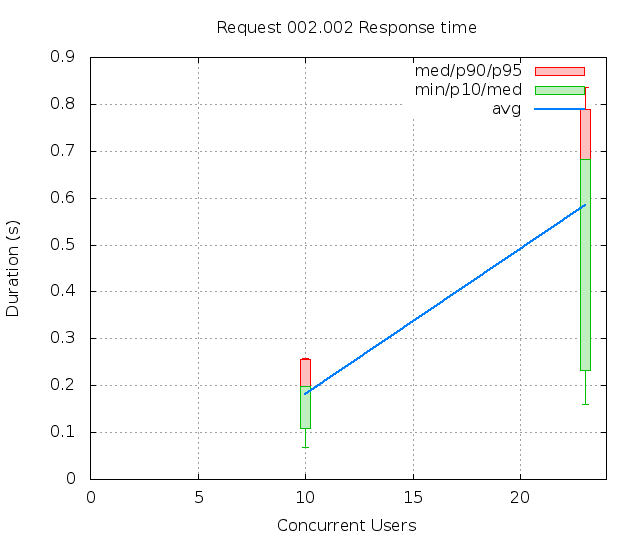 Request 002.002 Response time
med/p90/p95
min/p10/med
avg
0.9
0.8
0.7
0.6
0.5
0.4
0.3
0.2
0.1
0
Duration (s)
0 5 10 15 20
Concurrent Users